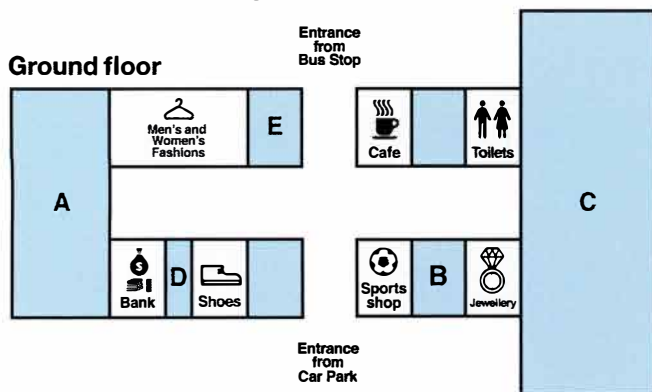 Entrance
from
Bus Stop
Ground floor
Men's and
Women's
Fashions
E
Cafe
Toilets
A
C
Bank
D
Shoes
Sports
shop
B
Jewellery
Entrance
from
Car Park